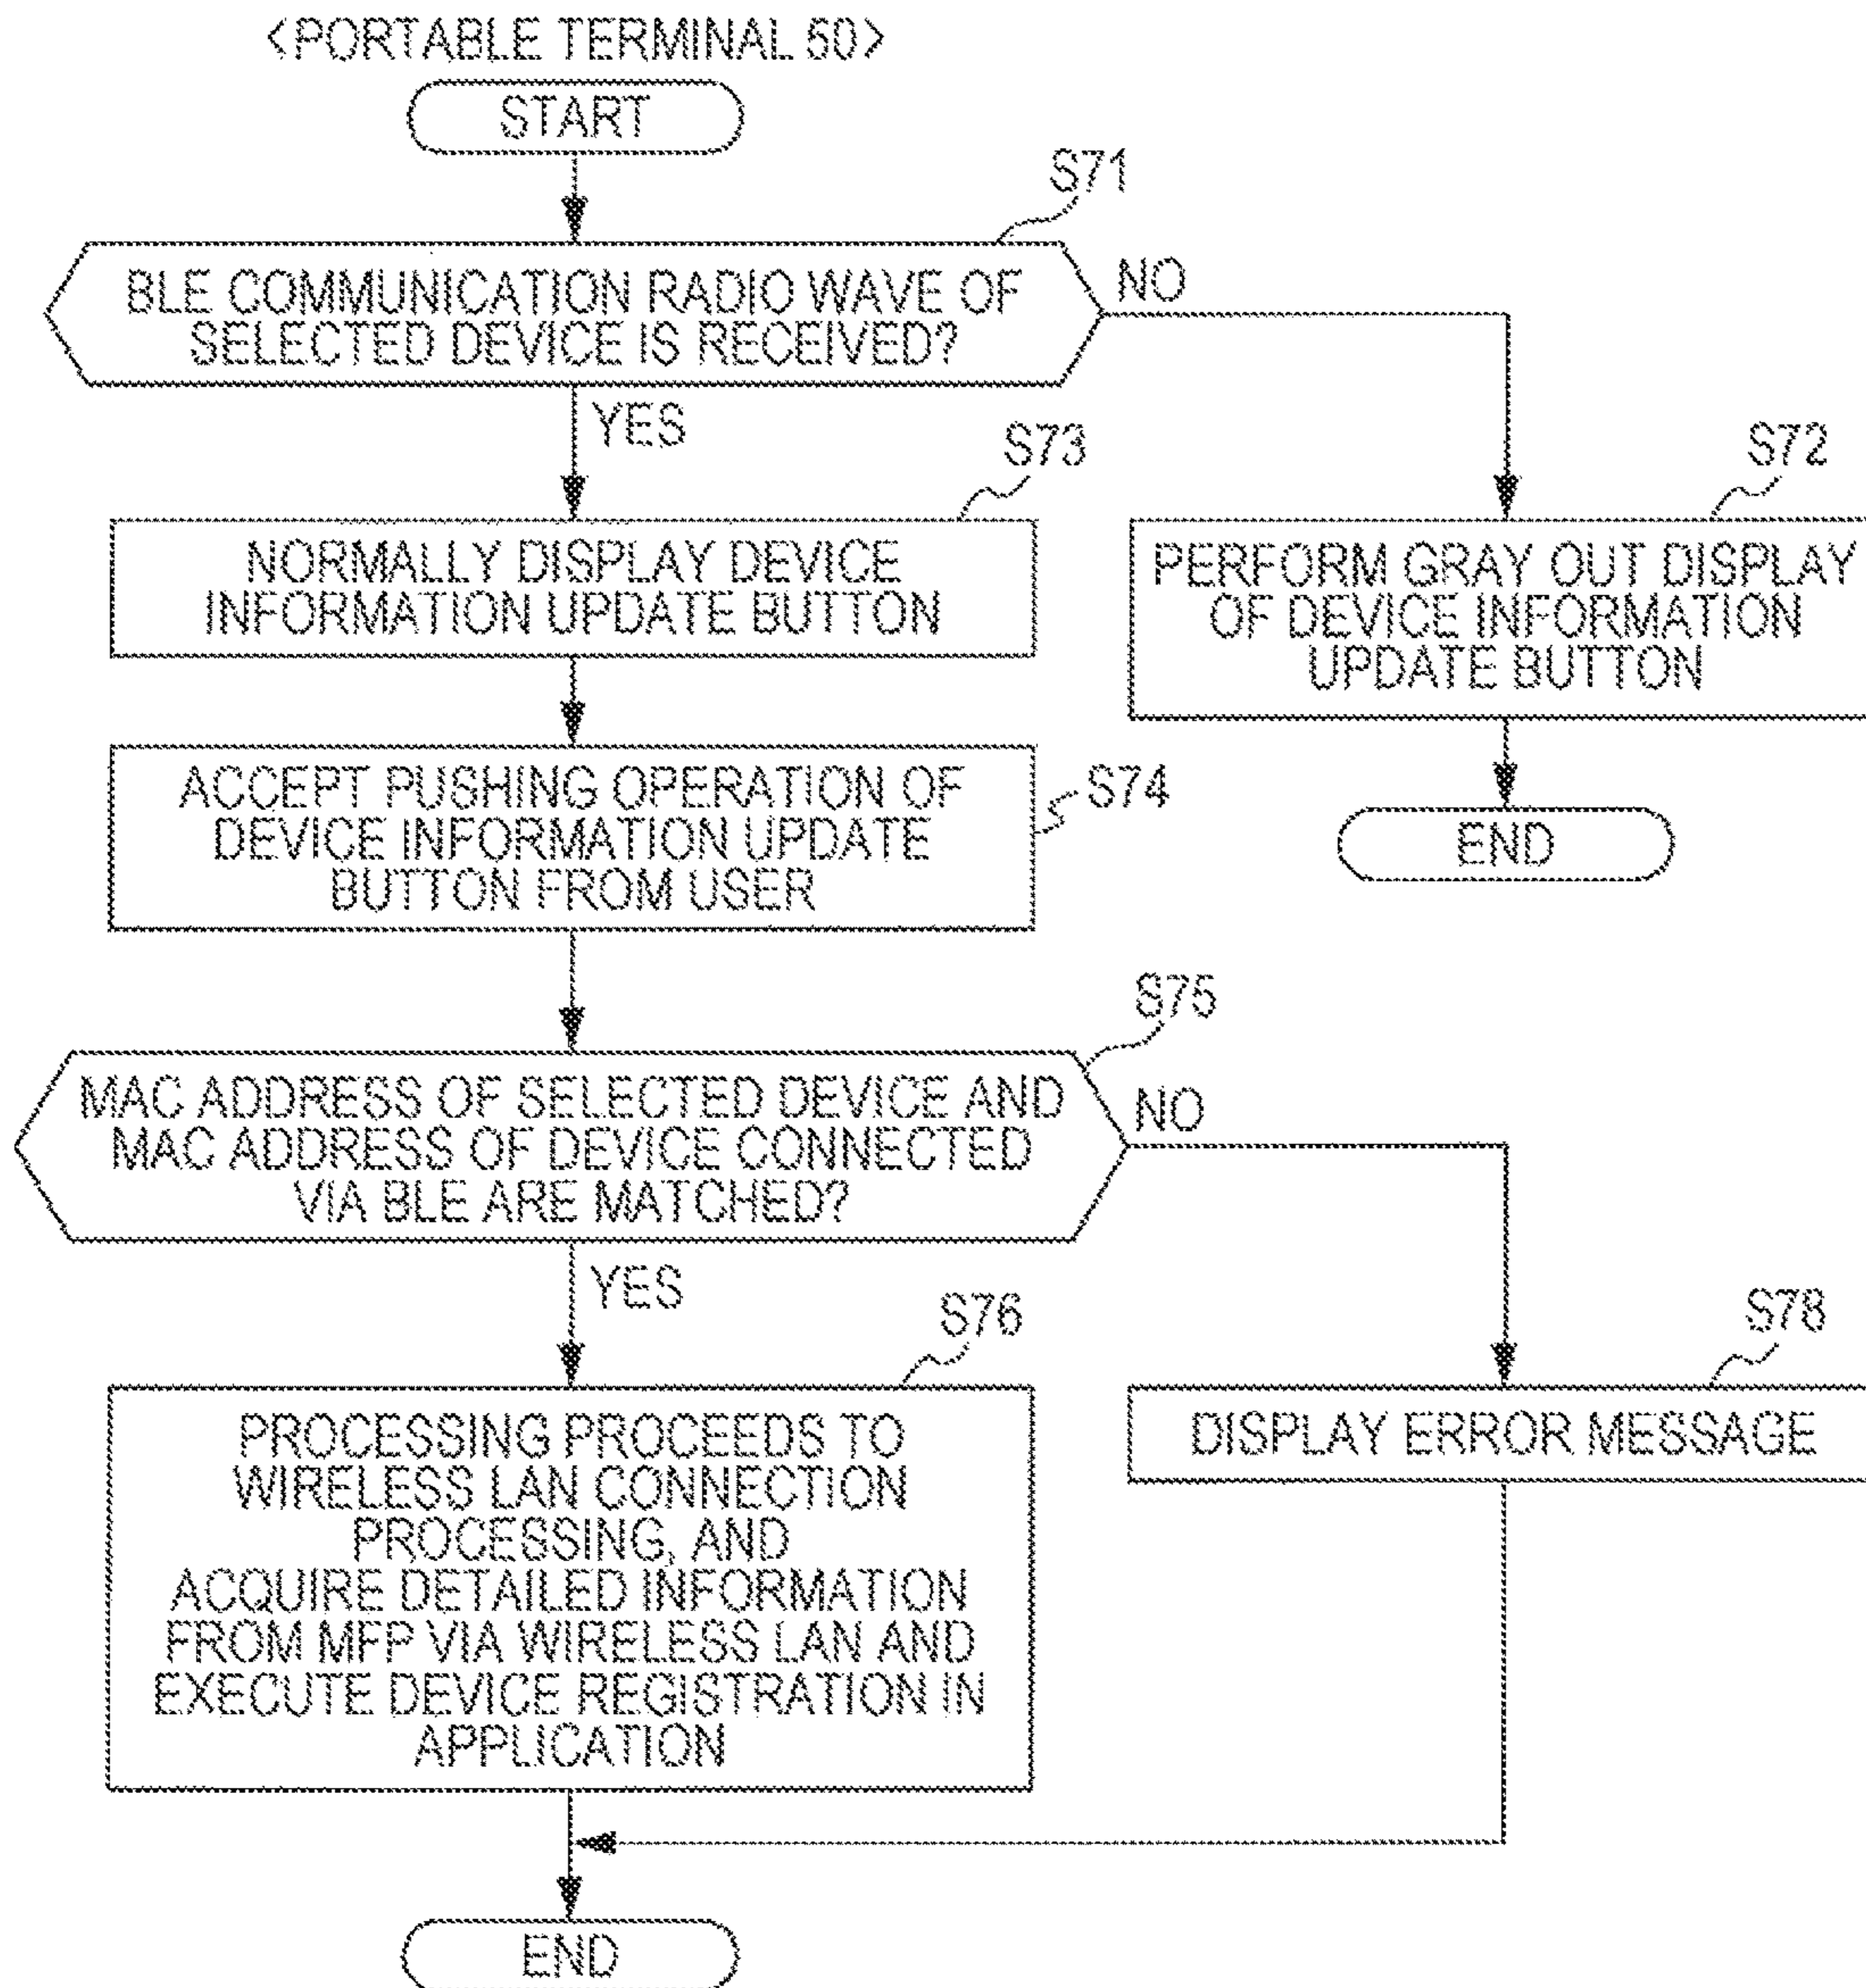 <PORTABLE TERMINAL 50>
START
S71
BLE COMMUNICATION RADIO WAVE OF
SELECTED DEVICE IS RECEIVED?
NO
YES
S73
NORMALLY DISPLAY DEVICE
INFORMATION UPDATE BUTTON
S72
PERFORM GRAY OUT DISPLAY
OF DEVICE INFORMATION
UPDATE BUTTON
END
ACCEPT PUSHING OPERATION OF
DEVICE INFORMATION UPDATE
BUTTON FROM USER
S74
S75
MAC ADDRESS OF SELECTED DEVICE AND
MAC ADDRESS OF DEVICE CONNECTED
VIA BLE ARE MATCHED?
NO
YES
S76
PROCESSING PROCEEDS TO
WIRELESS LAN CONNECTION
PROCESSING, AND
ACQUIRE DETAILED INFORMATION
FROM MFP VIA WIRELESS LAN AND
EXECUTE DEVICE REGISTRATION IN
APPLICATION
S78
DISPLAY ERROR MESSAGE
END